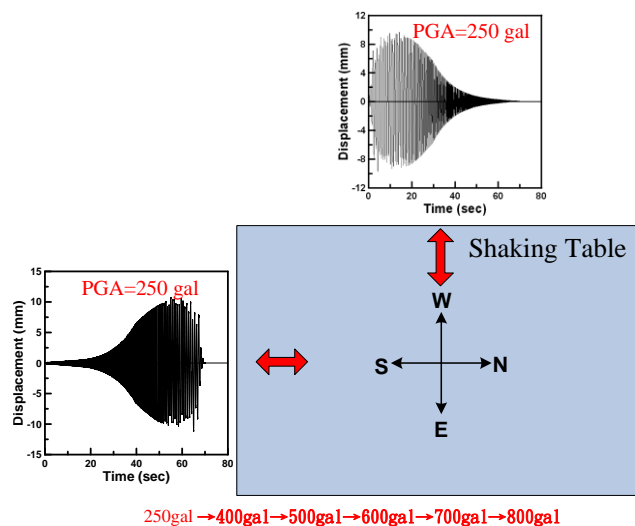 PGA=250 gal
12
8
4
0
-4
-8
-12
Displacement (mm)
0 20 40 60 80
Time (sec)
Shaking Table
PGA=250 gal
15
10
5
0
-5
-10
-15
Displacement (mm)
0 20 40 60 80
Time (sec)
W
S N
E
250gal→400gal→500gal→600gal→700gal→800gal